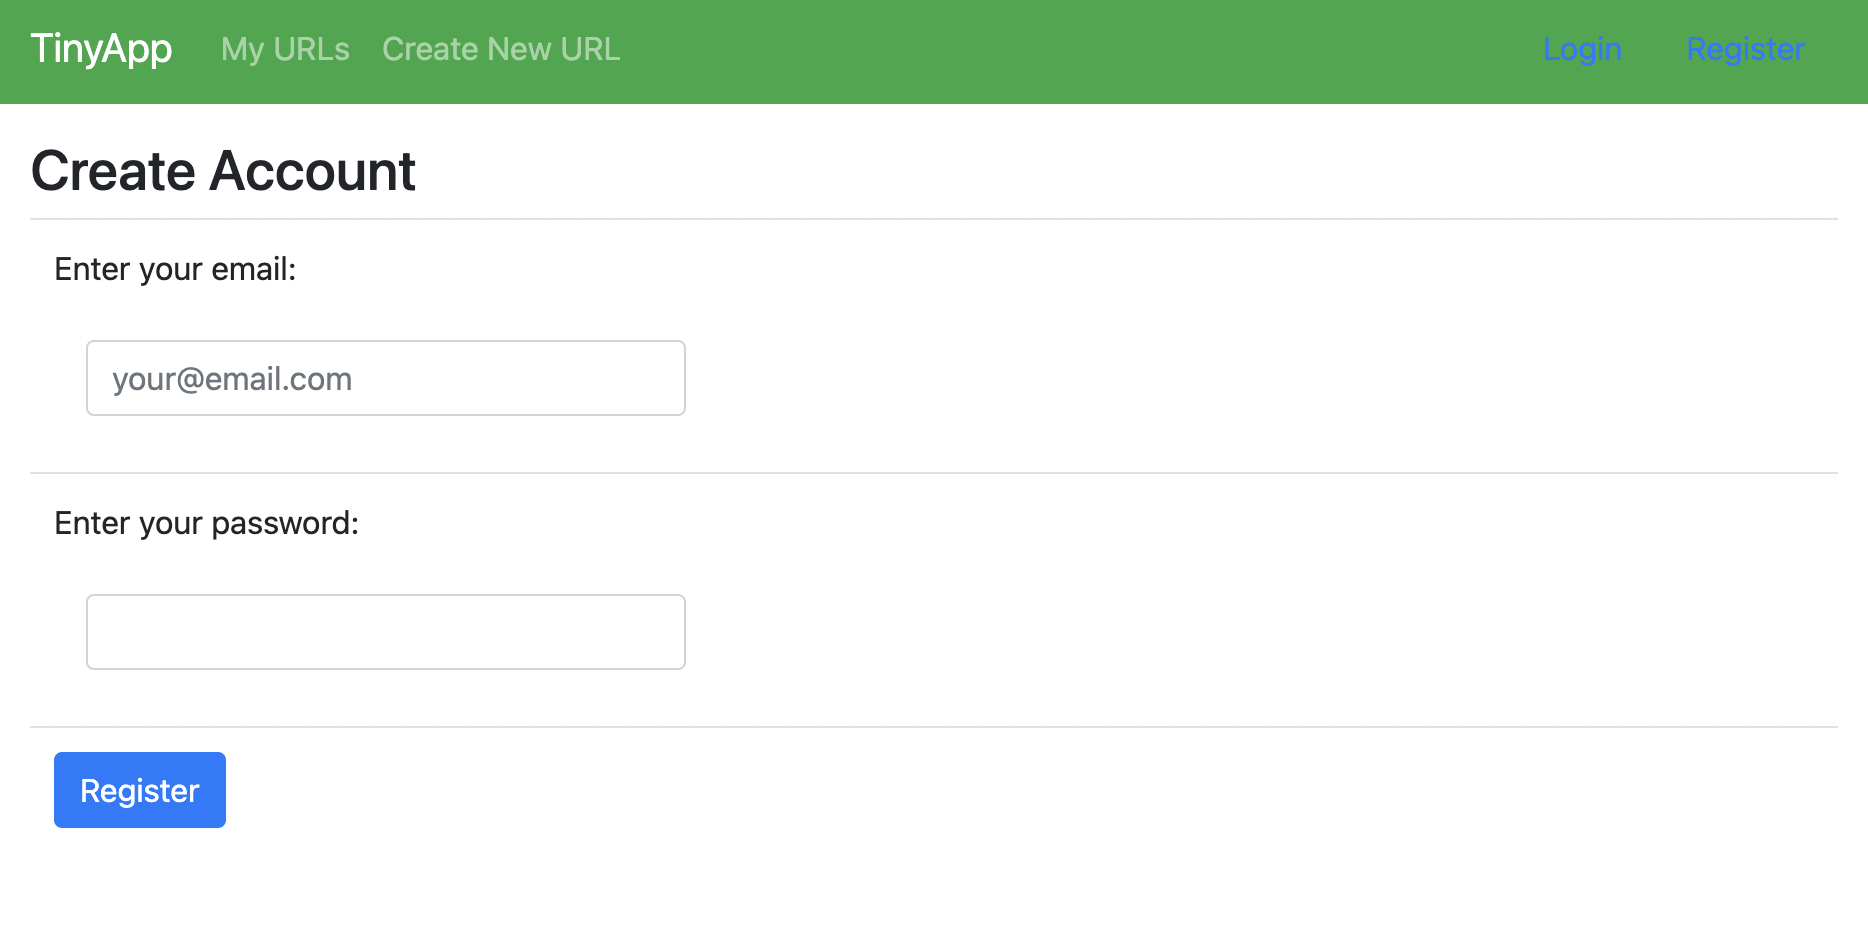 TinyApp My URLs Create New URL Login Register
Create Account
Enter your email:
your@email.com
Enter your password:
Register